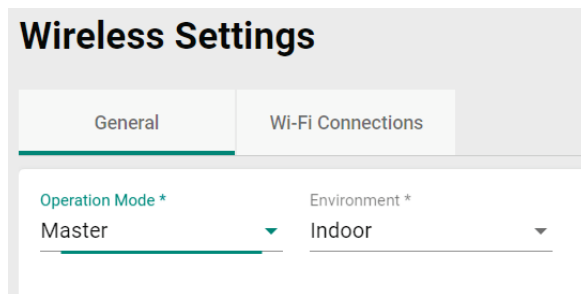 Wireless Settings
General Wi-Fi Connections
Operation Mode * Environment *
Master Indoor